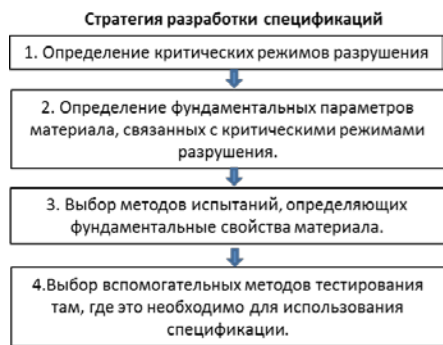 Стратегия разработки спецификаций
1. Определение критических режимов разрушения
2. Определение фундаментальных параметров
материала, связанных с критическими режимами
разрушения.
3. Выбор методов испытаний, определяющих
фундаментальные свойства материала.
4.Выбор вспомогательных методов тестирования
там, где это необходимо для использования
спецификации.